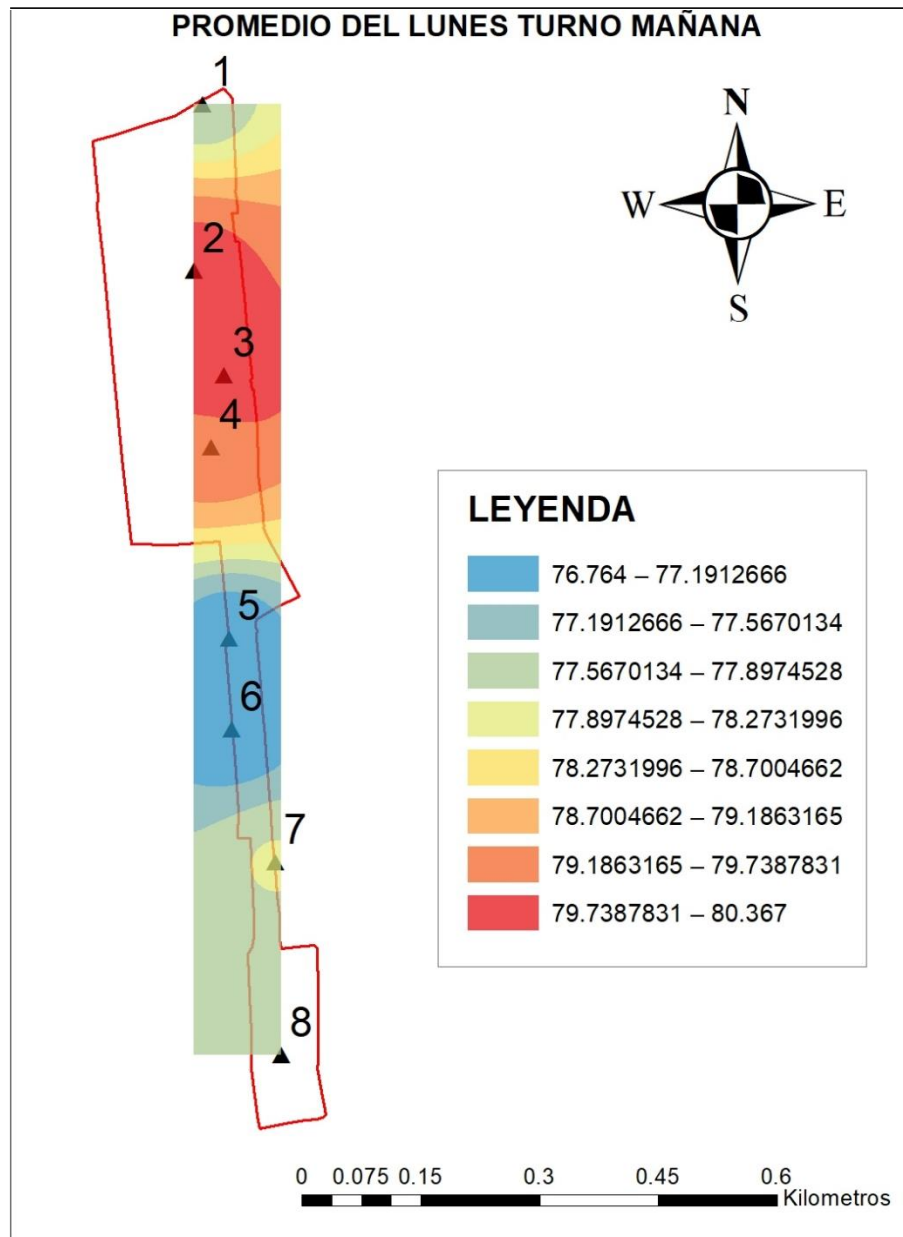 PROMEDIO DEL LUNES TURNO MAÑANA
1
N
W E
S
2
3
4
5
6
7
8
LEYENDA
76.764 – 77.1912666
77.1912666 – 77.5670134
77.5670134 – 77.8974528
77.8974528 – 78.2731996
78.2731996 – 78.7004662
78.7004662 – 79.1863165
79.1863165 – 79.7387831
79.7387831 – 80.367
0 0.075 0.15 0.3 0.45 0.6
Kilometros